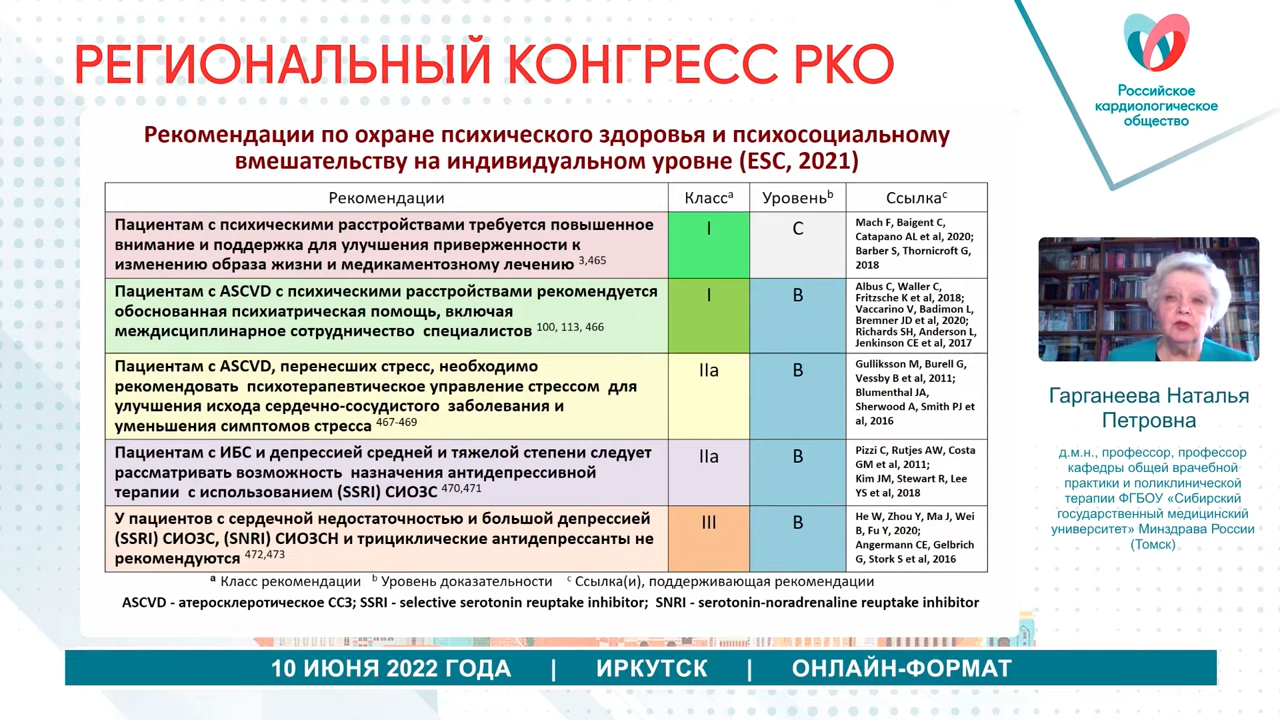 РЕГИОНАЛЬНЫЙ КОНГРЕСС РКО
Российское
кардиологическое
общество
Рекомендации по охране психического здоровья и психосоциальному
вмешательству на индивидуальном уровне (ESC, 2021)
Рекомендации Классᵃ Уровеньᵇ Ссылкаᶜ
Пациентам с психическими расстройствами требуется повышенное
внимание и поддержка для улучшения приверженности к
изменению образа жизни и медикаментозному лечению 3,465
I
C
Mach F, Baigent C,
Catapano AL et al, 2020;
Barber S, Thornicroft G,
2018
Пациентам с ASCVD с психическими расстройствами рекомендуется
обоснованная психиатрическая помощь, включая
междисциплинарное сотрудничество специалистов 100, 113, 466
I
B
Albus C, Waller C,
Fritzsche K et al, 2018;
Vaccarino V, Badimon L,
Bremner JD et al, 2020;
Richards SH, Anderson L,
Jenkinson CE et al, 2017
Пациентам с ASCVD, перенесших стресс, необходимо
рекомендовать психотерапевтическое управление стрессом для
улучшения исхода сердечно-сосудистого заболевания и
уменьшения симптомов стресса 467-469
IIa
B
Gulliksson M, Burell G,
Vessby B et al, 2011;
Blumenthal JA,
Sherwood A, Smith PJ et
al, 2016
Пациентам с ИБС и депрессией средней и тяжелой степени следует
рассматривать возможность назначения антидепрессивной
терапии с использованием (SSRI) СИОЗС 470,471
IIa
B
Pizzi C, Rutjes AW, Costa
GM et al, 2011;
Kim JM, Stewart R, Lee
YS et al, 2018
У пациентов с сердечной недостаточностью и большой депрессией
(SSRI) СИОЗС, (SNRI) СИОЗСН и трициклические антидепрессанты не
рекомендуются 472,473
III
B
He W, Zhou Y, Ma J, Wei
B, Fu Y, 2020;
Angermann CE, Gelbrich
G, Stork S et al, 2016
ᵃ Класс рекомендации ᵇ Уровень доказательности ᶜ Ссылка(и), поддерживающая рекомендации
ASCVD - атеросклеротическое ССЗ; SSRI - selective serotonin reuptake inhibitor; SNRI - serotonin-noradrenaline reuptake inhibitor
Гарганеева Наталья
Петровна
д.м.н., профессор, профессор
кафедры общей врачебной
практики и поликлинической
терапии ФГБОУ «Сибирский
государственный медицинский
университет» Минздрава России
(Томск)
10 ИЮНЯ 2022 ГОДА | ИРКУТСК | ОНЛАЙН-ФОРМАТ